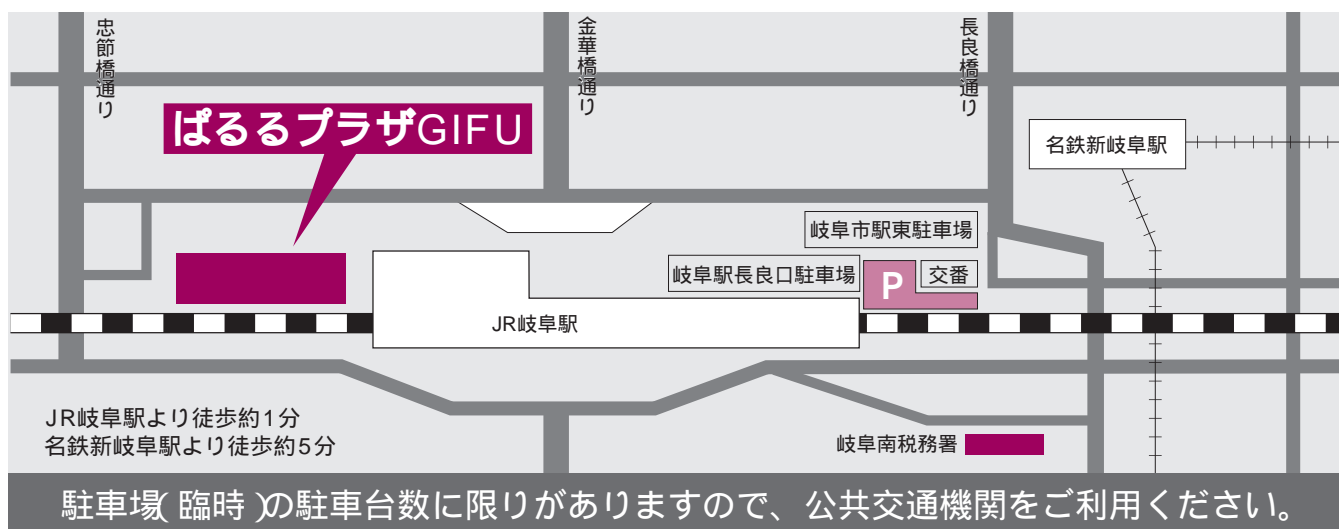 忠節橋通り
金華橋通り
長良橋通り
ぱるるプラザGIFU
名鉄新岐阜駅
岐阜市駅東駐車場
岐阜駅長良口駐車場
P
交番
JR岐阜駅
JR岐阜駅より徒歩約1分
名鉄新岐阜駅より徒歩約5分
岐阜南税務署
駐車場(臨時)の駐車台数に限りがありますので、公共交通機関をご利用ください。